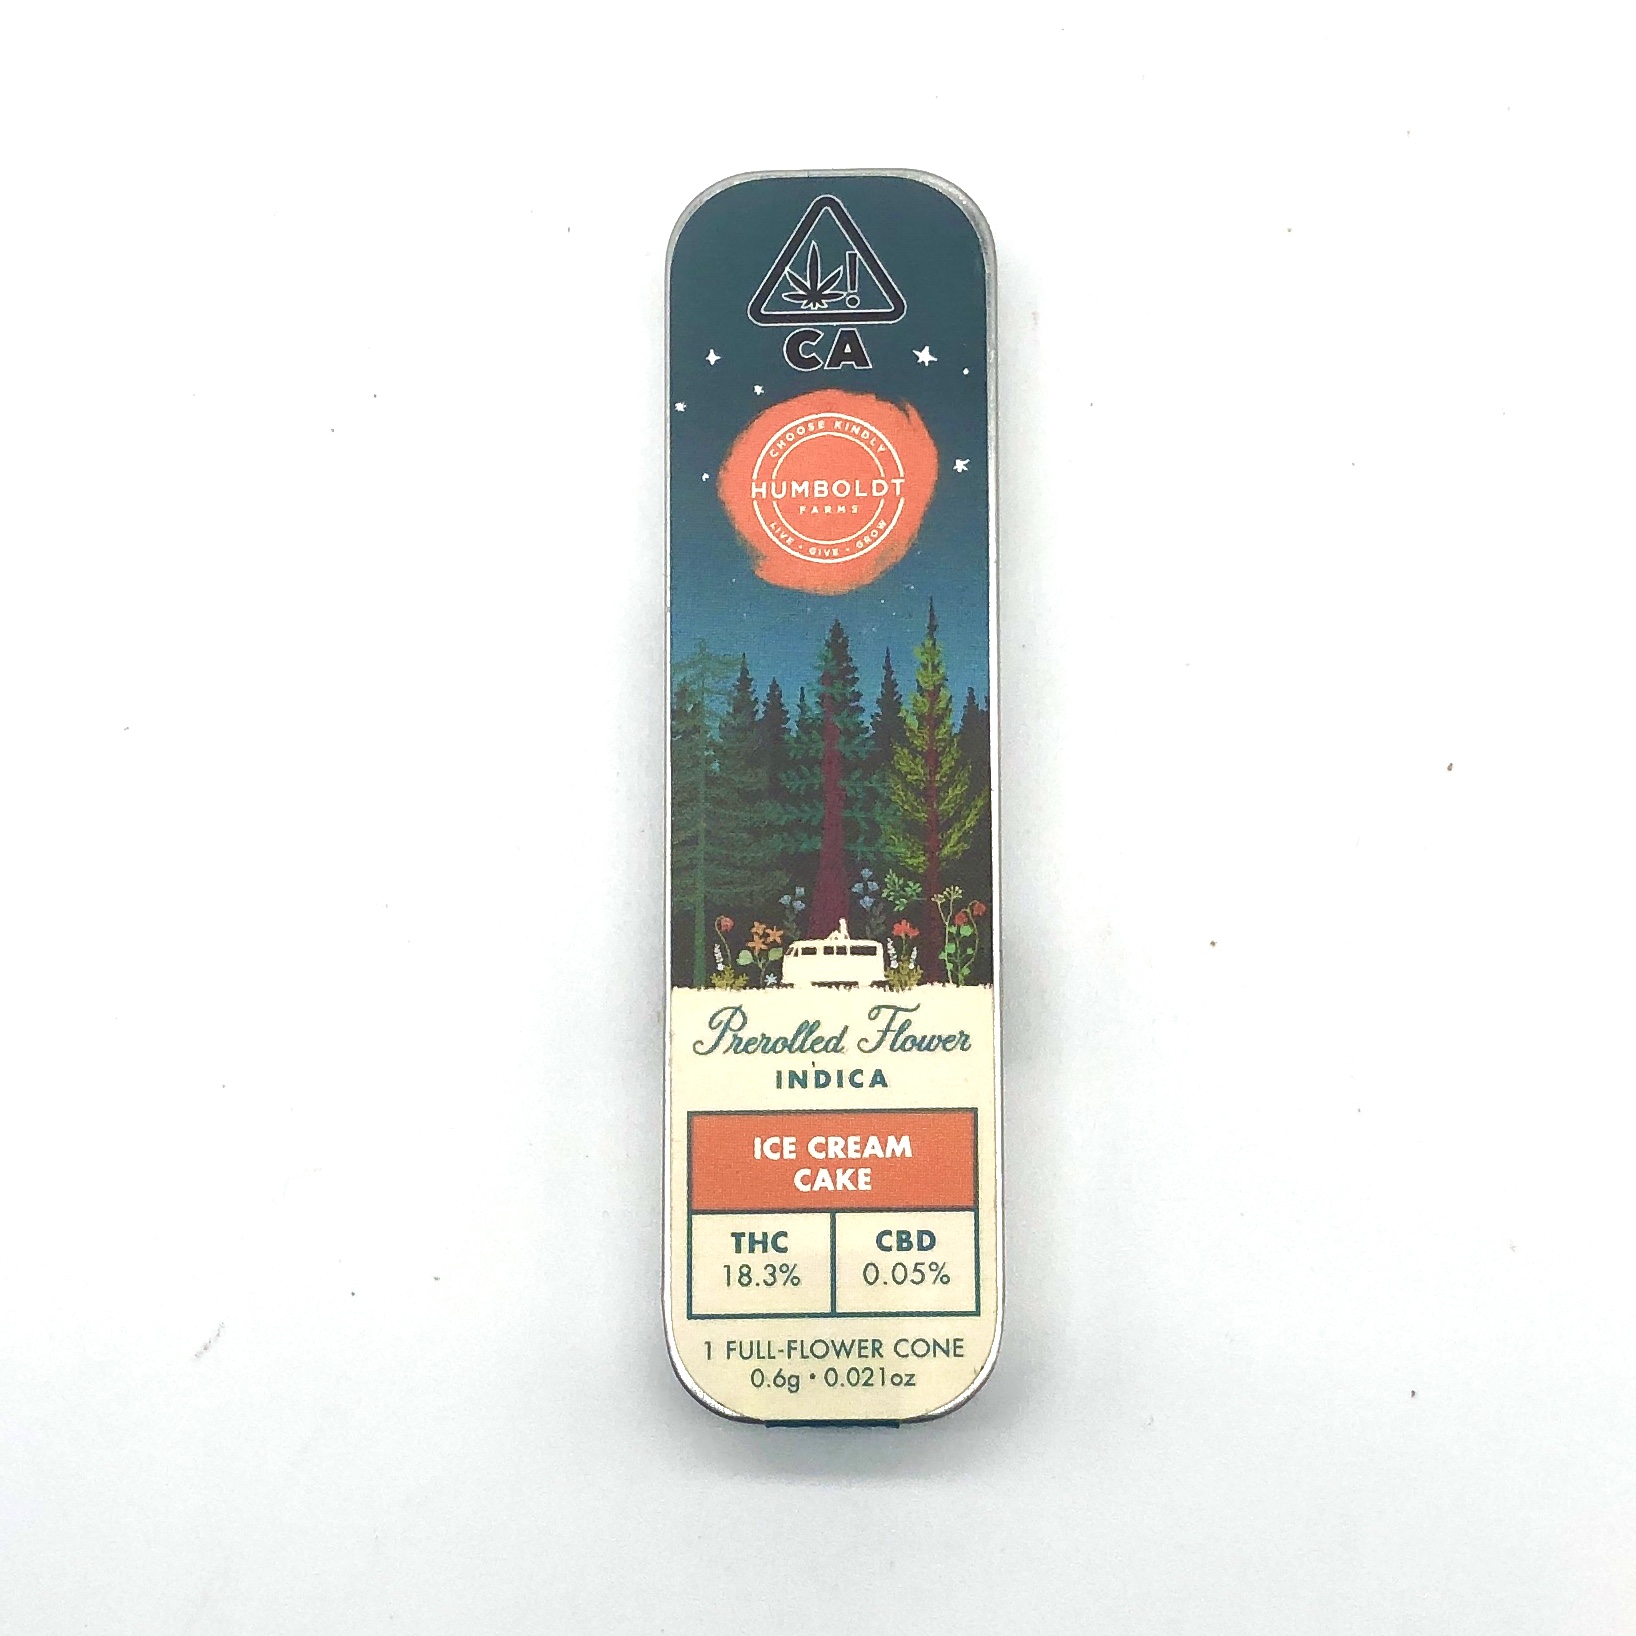 CA
CHOOSE KINDLY
HUMBOLDT
FARMS
LIVE • GIVE • GROW
Prerolled Flower
INDICA
ICE CREAM
CAKE
THC CBD
18.3% 0.05%
1 FULL-FLOWER CONE
0.6g • 0.021oz